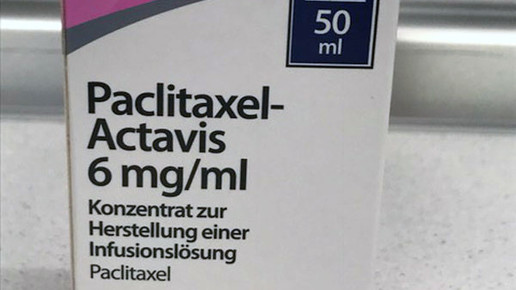 50
ml
Paclitaxel-
Actavis
6 mg/ml
Konzentrat zur
Herstellung einer
Infusionslösung
Paclitaxel